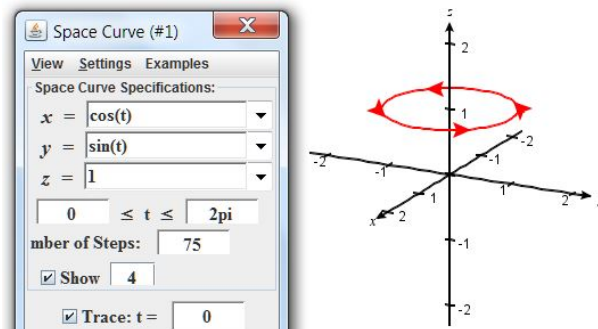 Space Curve (#1)
View Settings Examples
Space Curve Specifications:
x = cos(t)
y = sin(t)
z = 1
0 ≤ t ≤ 2pi
mber of Steps: 75
Show 4
Trace: t = 0
2
1
-2
-1
-2
-1
1
2
1
2
x
-1
-2